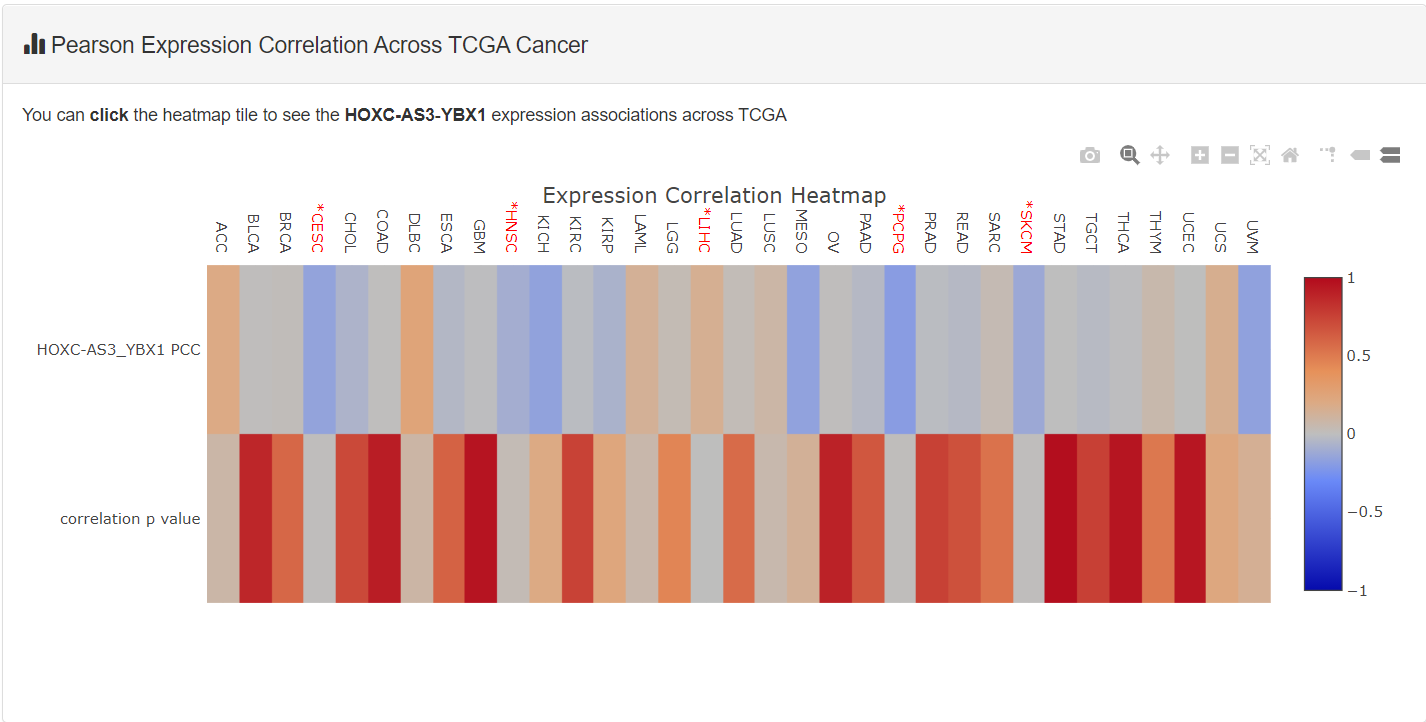 Pearson Expression Correlation Across TCGA Cancer
You can click the heatmap tile to see the HOXC-AS3-YBX1 expression associations across TCGA
Expression Correlation Heatmap
ACC
BLCA
BRCA
*CESC
CHOL
COAD
DLBC
ESCA
GBM
*HNSC
KICH
KIRC
KIRP
LAML
LGG
*LIHC
LUAD
LUSC
MESO
OV
PAAD
*PCPG
PRAD
READ
SARC
*SKCM
STAD
TGCT
THCA
THYM
UCEC
UCS
UVM
HOXC-AS3_YBX1 PCC
correlation p value
1
0.5
0
−0.5
−1